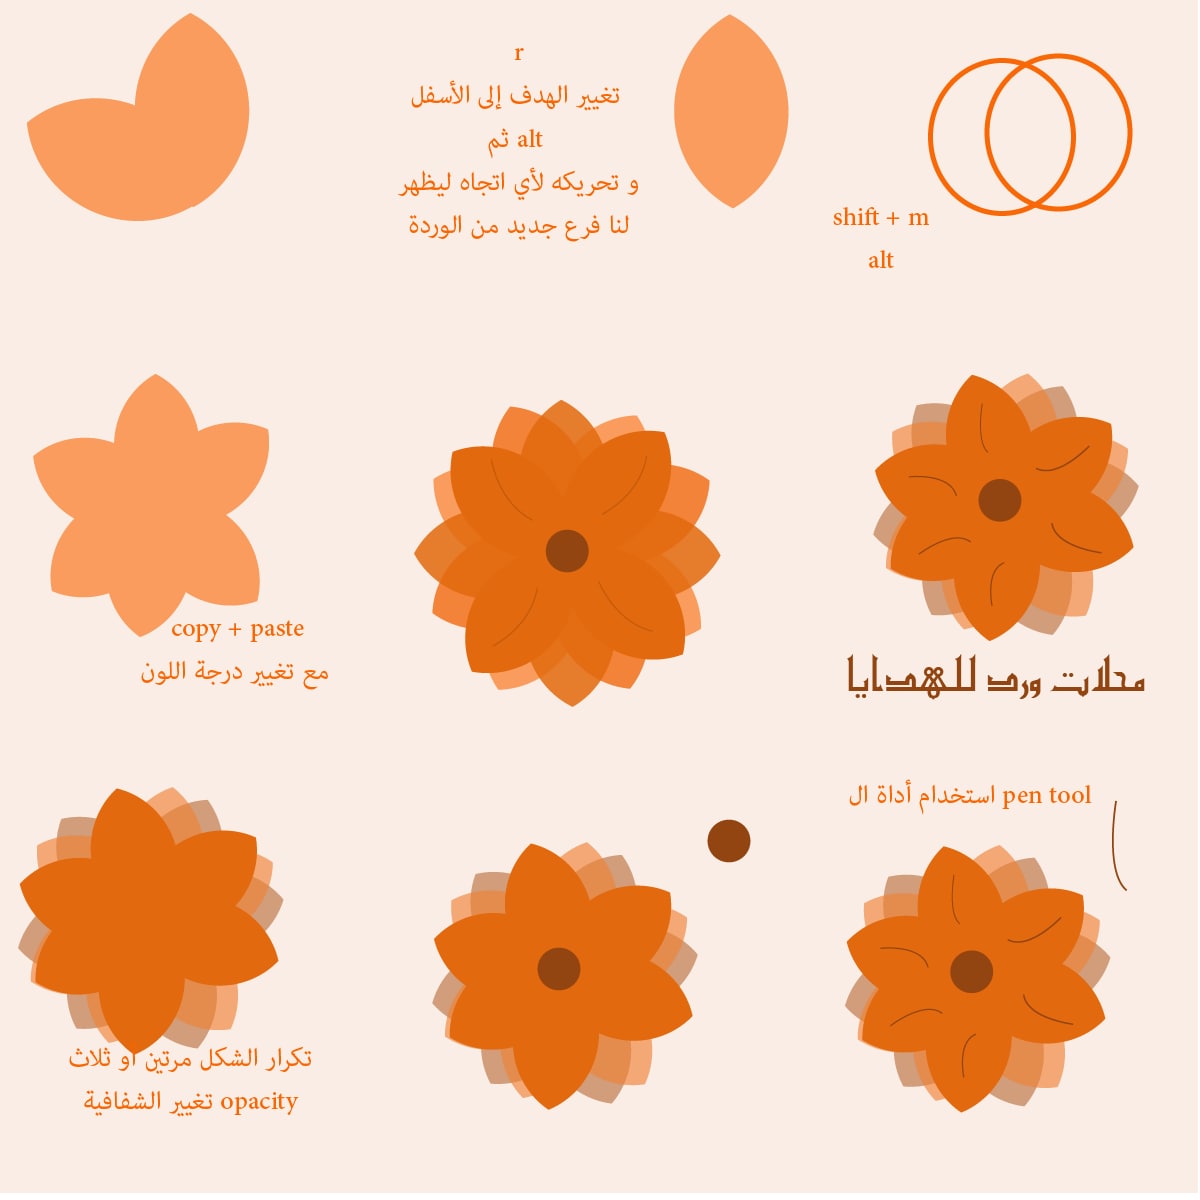 shift + m
alt
r
تغيير الهدف إلى الأسفل
ثم alt
و تحريكه لأي اتجاه ليظهر
لنا فرع جديد من الوردة
محلات ورد للهدايا
copy + paste
مع تغيير درجة اللون
استخدام أداة ال pen tool
تكرار الشكل مرتين أو ثلاث
تغيير الشفافية opacity